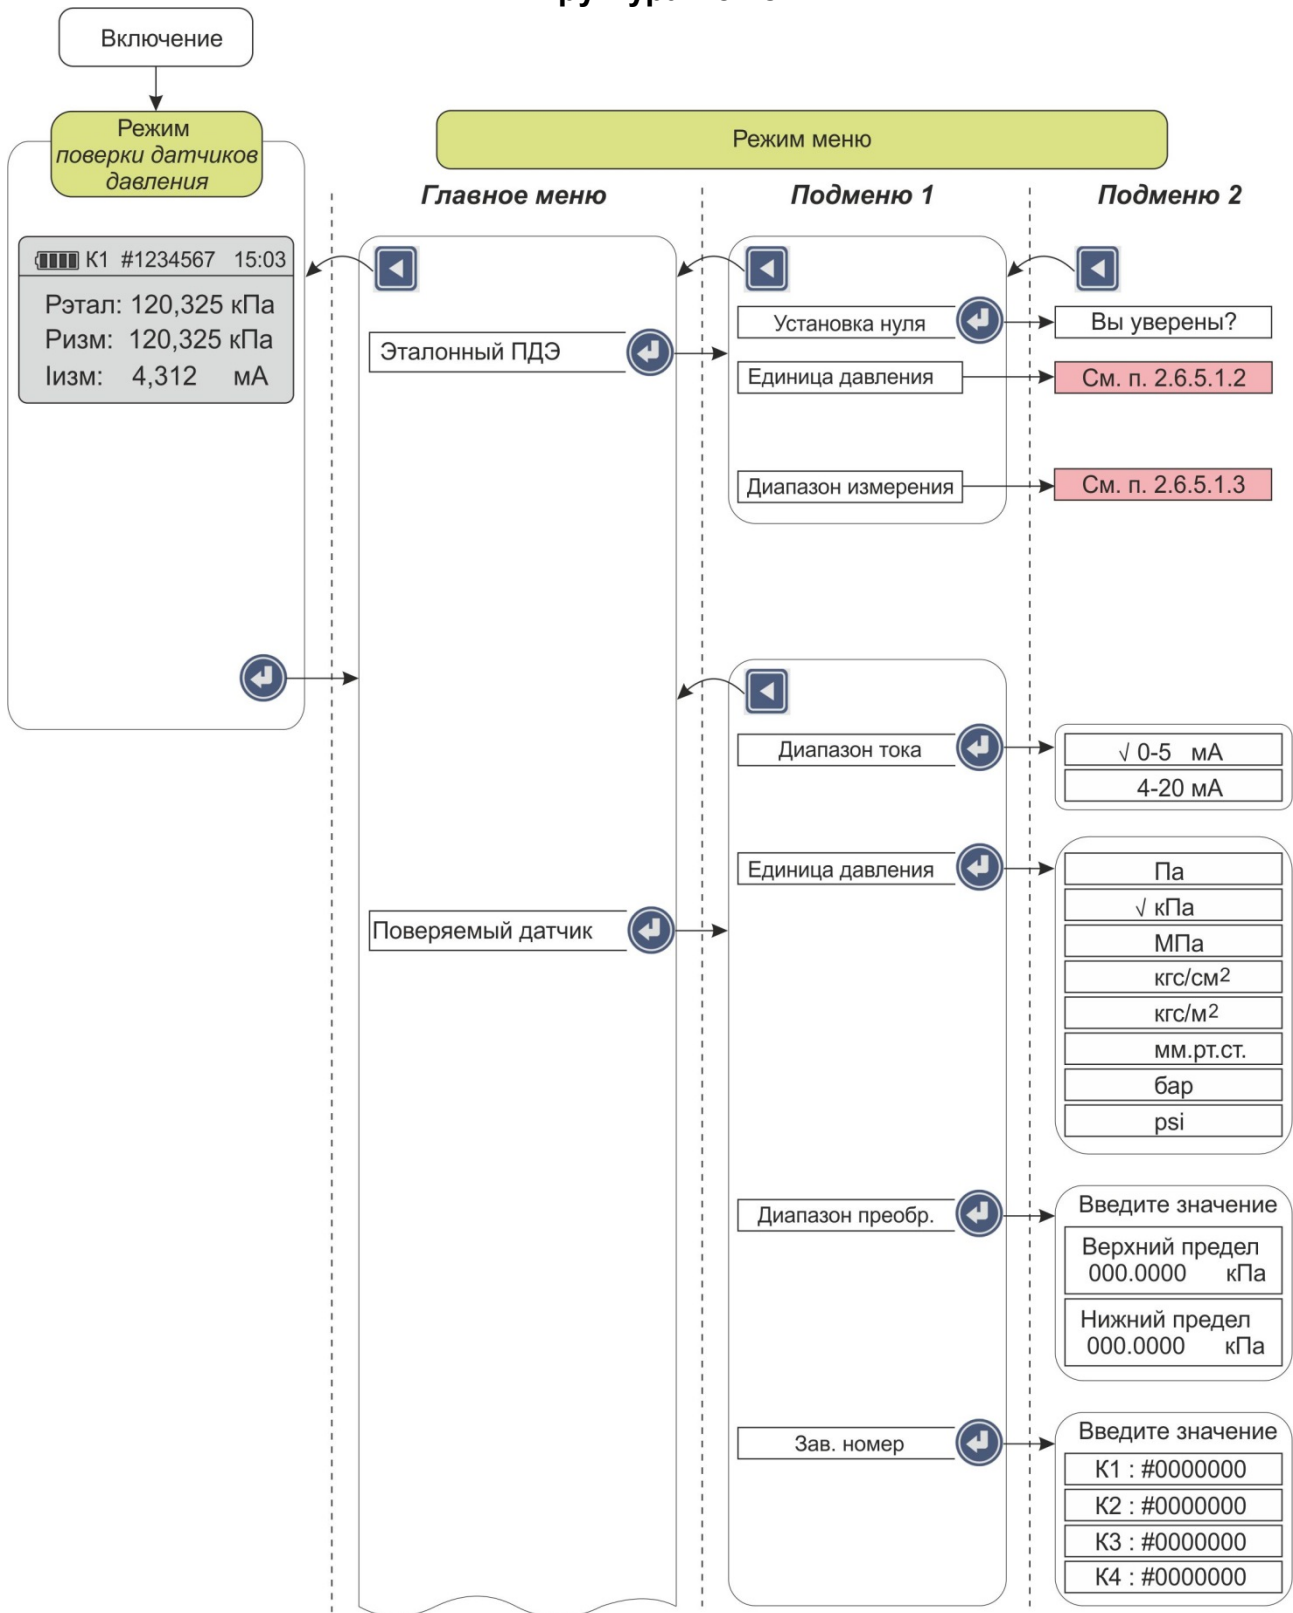 Включение
Режим
поверки датчиков
давления
Режим меню
Главное меню
Подменю 1
Подменю 2
К1 #1234567 15:03
Рэтал: 120,325 кПа
Ризм: 120,325 кПа
Iизм: 4,312 мА
Эталонный ПДЭ
Установка нуля
Вы уверены?
Единица давления
См. п. 2.6.5.1.2
Диапазон измерения
См. п. 2.6.5.1.3
Диапазон тока
√ 0-5 мА
4-20 мА
Единица давления
Па
√ кПа
МПа
кгс/см2
кгс/м2
мм.рт.ст.
бар
psi
Поверяемый датчик
Диапазон преобр.
Введите значение
Верхний предел
000.0000 кПа
Нижний предел
000.0000 кПа
Зав. номер
Введите значение
К1 : #0000000
К2 : #0000000
К3 : #0000000
К4 : #0000000